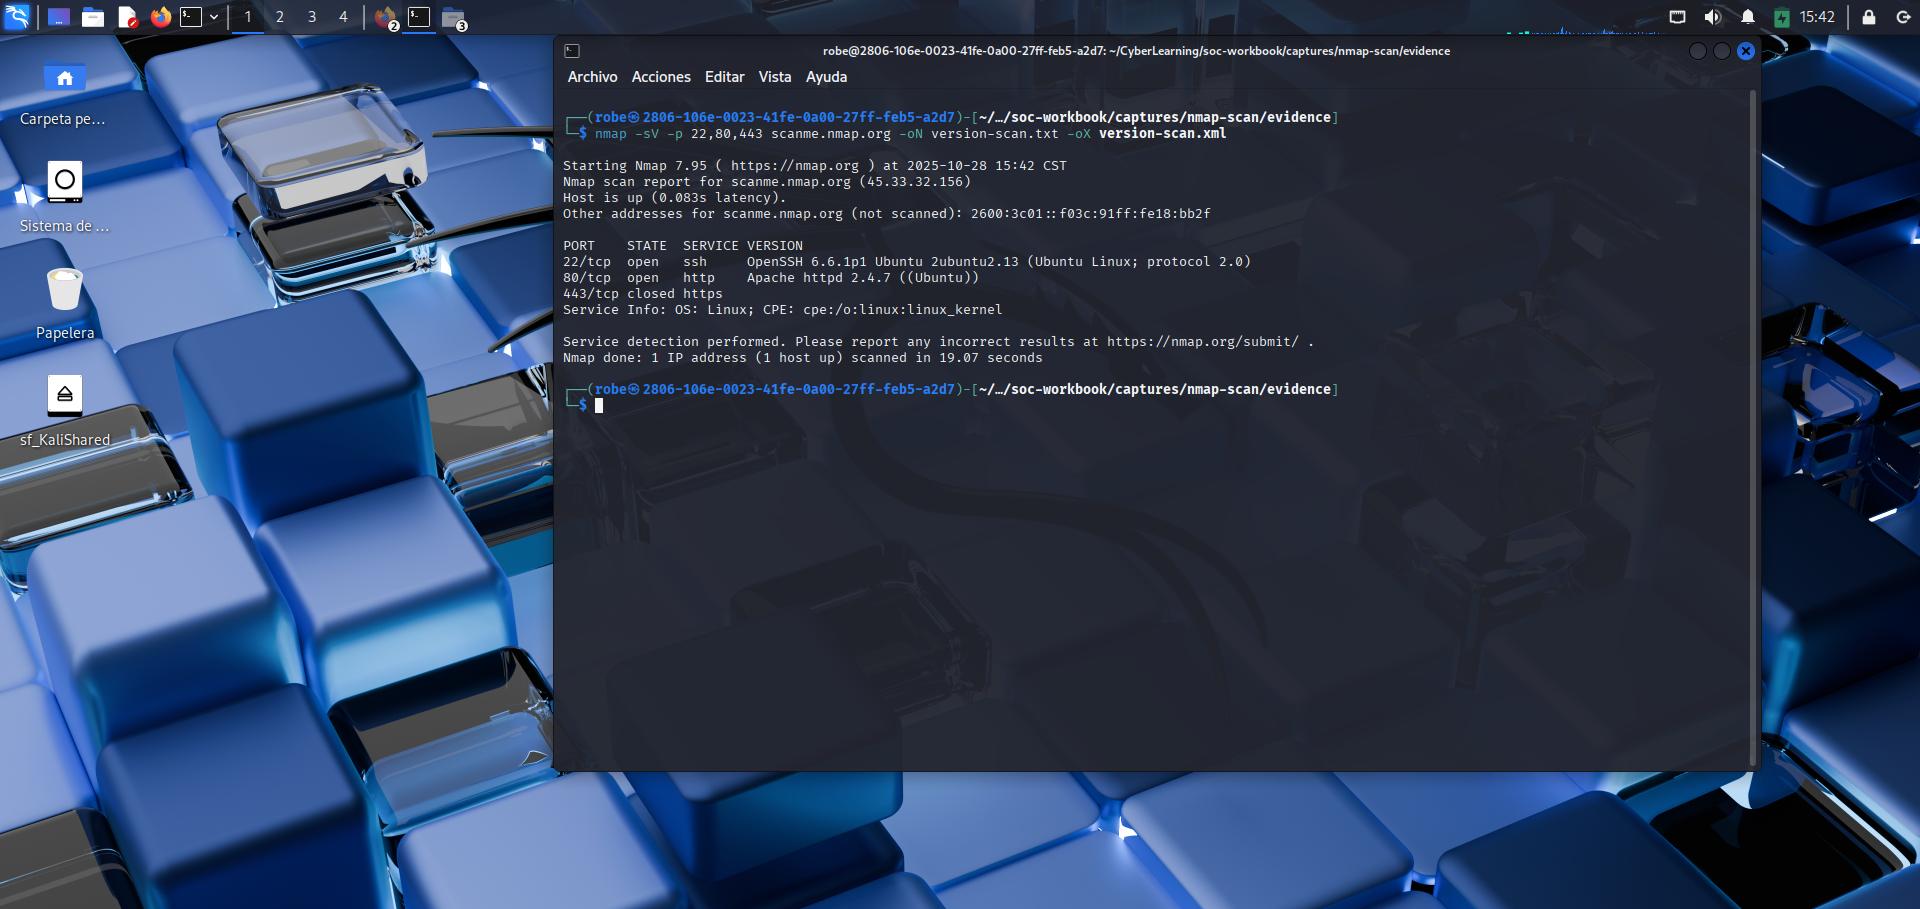 1 2 3 4
2
3
15:42
Carpeta pe...
Sistema de ...
Papelera
sf_KaliShared
robe@2806-106e-0023-41fe-0a00-27ff-feb5-a2d7: ~/CyberLearning/soc-workbook/captures/nmap-scan/evidence
Archivo Acciones Editar Vista Ayuda
┌──(robe㉿2806-106e-0023-41fe-0a00-27ff-feb5-a2d7)-[~/…/soc-workbook/captures/nmap-scan/evidence]
└─$ nmap -sV -p 22,80,443 scanme.nmap.org -oN version-scan.txt -oX version-scan.xml
Starting Nmap 7.95 ( https://nmap.org ) at 2025-10-28 15:42 CST
Nmap scan report for scanme.nmap.org (45.33.32.156)
Host is up (0.083s latency).
Other addresses for scanme.nmap.org (not scanned): 2600:3c01::f03c:91ff:fe18:bb2f
PORT    STATE  SERVICE VERSION
22/tcp  open   ssh     OpenSSH 6.6.1p1 Ubuntu 2ubuntu2.13 (Ubuntu Linux; protocol 2.0)
80/tcp  open   http    Apache httpd 2.4.7 ((Ubuntu))
443/tcp closed https
Service Info: OS: Linux; CPE: cpe:/o:linux:linux_kernel
Service detection performed. Please report any incorrect results at https://nmap.org/submit/ .
Nmap done: 1 IP address (1 host up) scanned in 19.07 seconds
┌──(robe㉿2806-106e-0023-41fe-0a00-27ff-feb5-a2d7)-[~/…/soc-workbook/captures/nmap-scan/evidence]
└─$